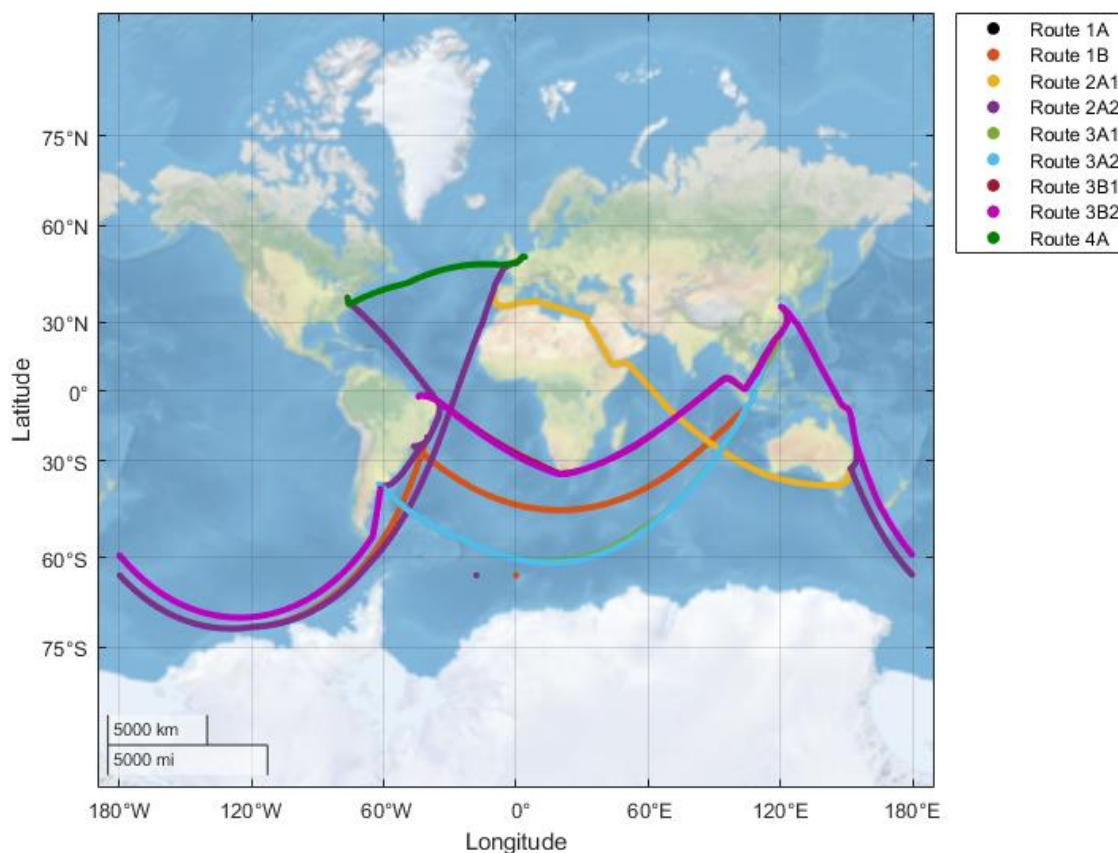 Route 1A
Route 1B
Route 2A1
Route 2A2
Route 3A1
Route 3A2
Route 3B1
Route 3B2
Route 4A
75°N
60°N
30°N
0°
30°S
60°S
75°S
Latitude
5000 km
5000 mi
180°W
120°W
60°W
0°
60°E
120°E
180°E
Longitude